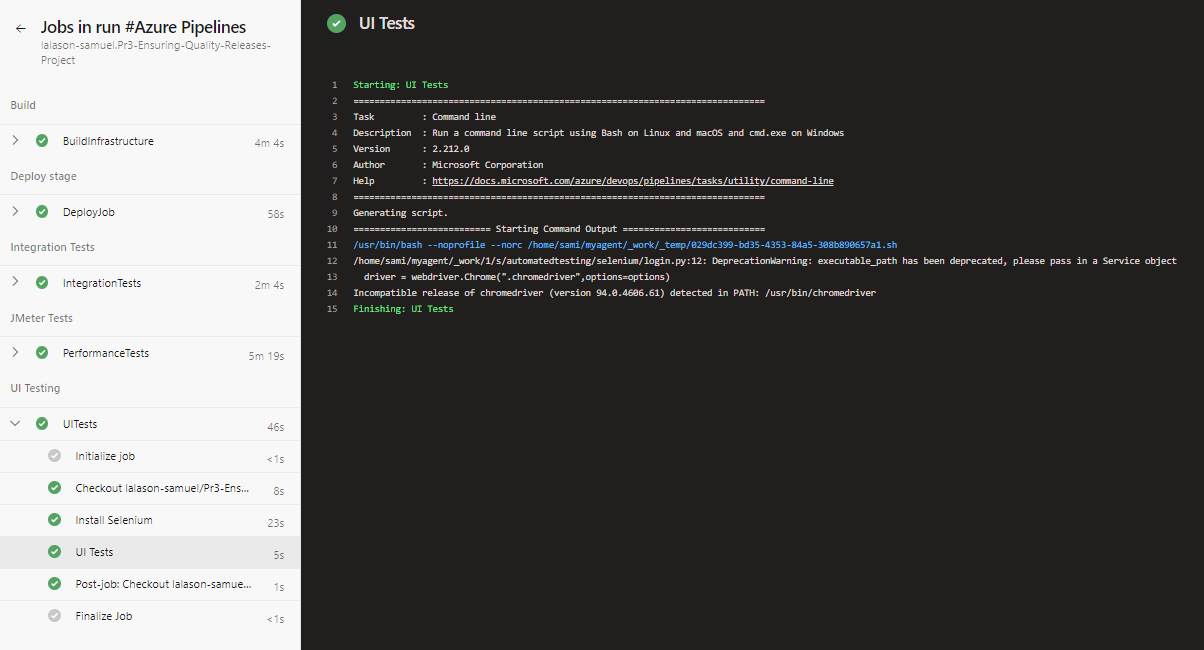 Jobs in run #Azure Pipelines
lalason-samuel.Pr3-Ensuring-Quality-Releases-
Project
Build
BuildInfrastructure 4m 4s
Deploy stage
DeployJob 58s
Integration Tests
IntegrationTests 2m 4s
JMeter Tests
PerformanceTests 5m 19s
UI Testing
UITests 46s
Initialize job <1s
Checkout lalason-samuel/Pr3-Ens... 8s
Install Selenium 23s
UI Tests 5s
Post-job: Checkout lalason-samue... 1s
Finalize Job <1s
UI Tests
1 Starting: UI Tests
2 ==============================================================================
3 Task : Command line
4 Description : Run a command line script using Bash on Linux and macOS and cmd.exe on Windows
5 Version : 2.212.0
6 Author : Microsoft Corporation
7 Help : https://docs.microsoft.com/azure/devops/pipelines/tasks/utility/command-line
8 ==============================================================================
9 Generating script.
10 ========================== Starting Command Output ===========================
11 /usr/bin/bash --noprofile --norc /home/sami/myagent/_work/_temp/029dc399-bd35-4353-84a5-308b890657a1.sh
12 /home/sami/myagent/_work/1/s/automatedtesting/selenium/login.py:12: DeprecationWarning: executable_path has been deprecated, please pass in a Service object
13 driver = webdriver.Chrome(".chromedriver",options=options)
14 Incompatible release of chromedriver (version 94.0.4606.61) detected in PATH: /usr/bin/chromedriver
15 Finishing: UI Tests